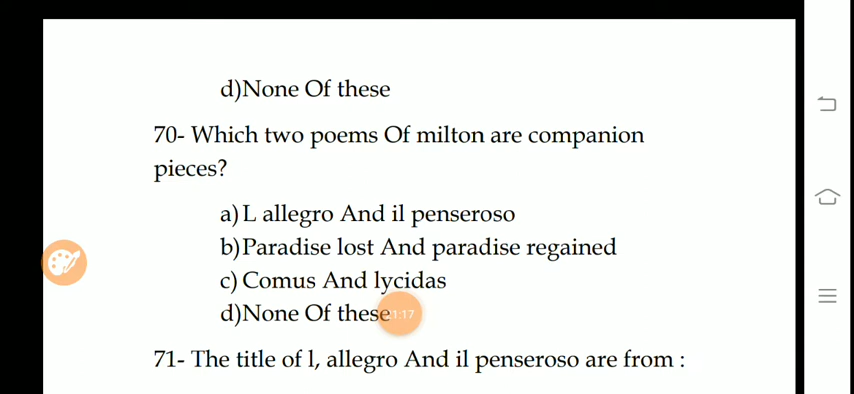 d)None Of these
70- Which two poems Of milton are companion
pieces?
a) L allegro And il penseroso
b)Paradise lost And paradise regained
c) Comus And lycidas
d)None Of these
1:17
71- The title of l, allegro And il penseroso are from :